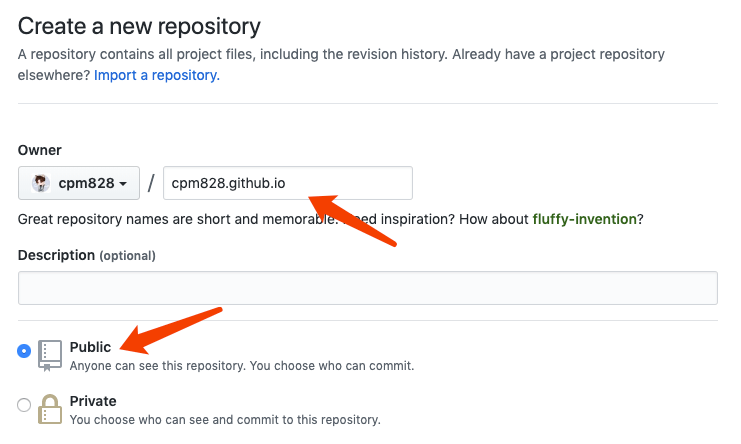 Create a new repository
A repository contains all project files, including the revision history. Already have a project repository
elsewhere? Import a repository.
Owner
cpm828 / cpm828.github.io
Great repository names are short and memorable. need inspiration? How about fluffy-invention?
Description (optional)
Public
Anyone can see this repository. You choose who can commit.
Private
You choose who can see and commit to this repository.